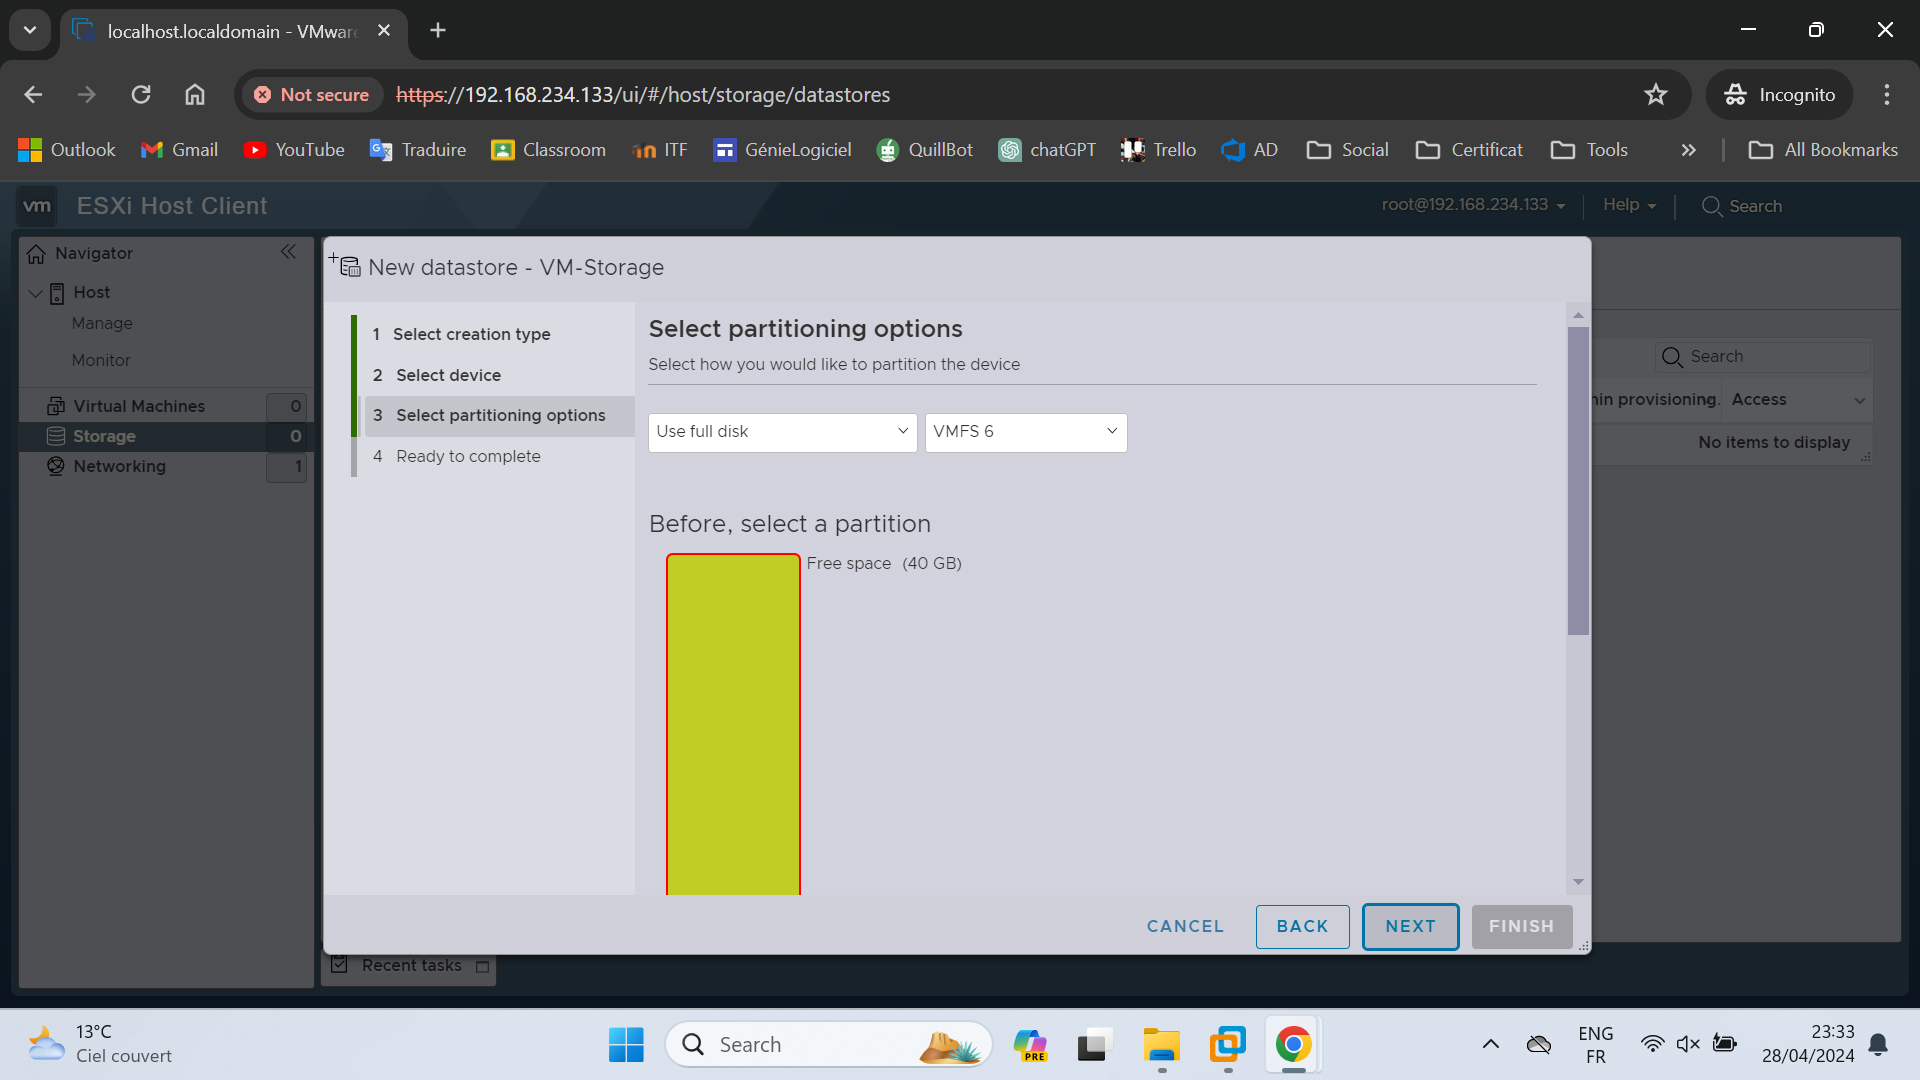 localhost.localdomain - VMware
Not secure
https://192.168.234.133/ui/#/host/storage/datastores
Incognito
Outlook
Gmail
YouTube
Traduire
Classroom
ITF
GénieLogiciel
QuillBot
chatGPT
Trello
AD
Social
Certificat
Tools
»
All Bookmarks
vm
ESXi Host Client
root@192.168.234.133
Help
Search
Navigator
Host
Manage
Monitor
Virtual Machines 0
Storage 0
Networking 1
New datastore - VM-Storage
1 Select creation type
2 Select device
3 Select partitioning options
4 Ready to complete
Select partitioning options
Select how you would like to partition the device
Use full disk
VMFS 6
Before, select a partition
Free space (40 GB)
CANCEL
BACK
NEXT
FINISH
Search
in provisioning.
Access
No items to display
Recent tasks
13°C
Ciel couvert
Search
PRE
ENG
FR
23:33
28/04/2024